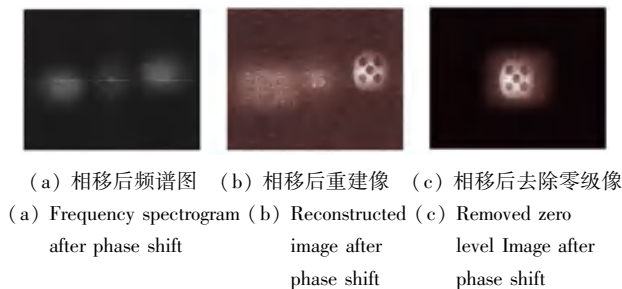 (a) 相移后频谱图 (b) 相移后重建像 (c) 相移后去除零级像
(a) Frequency spectrogram (b) Reconstructed (c) Removed zero
after phase shift image after level Image after
phase shift phase shift